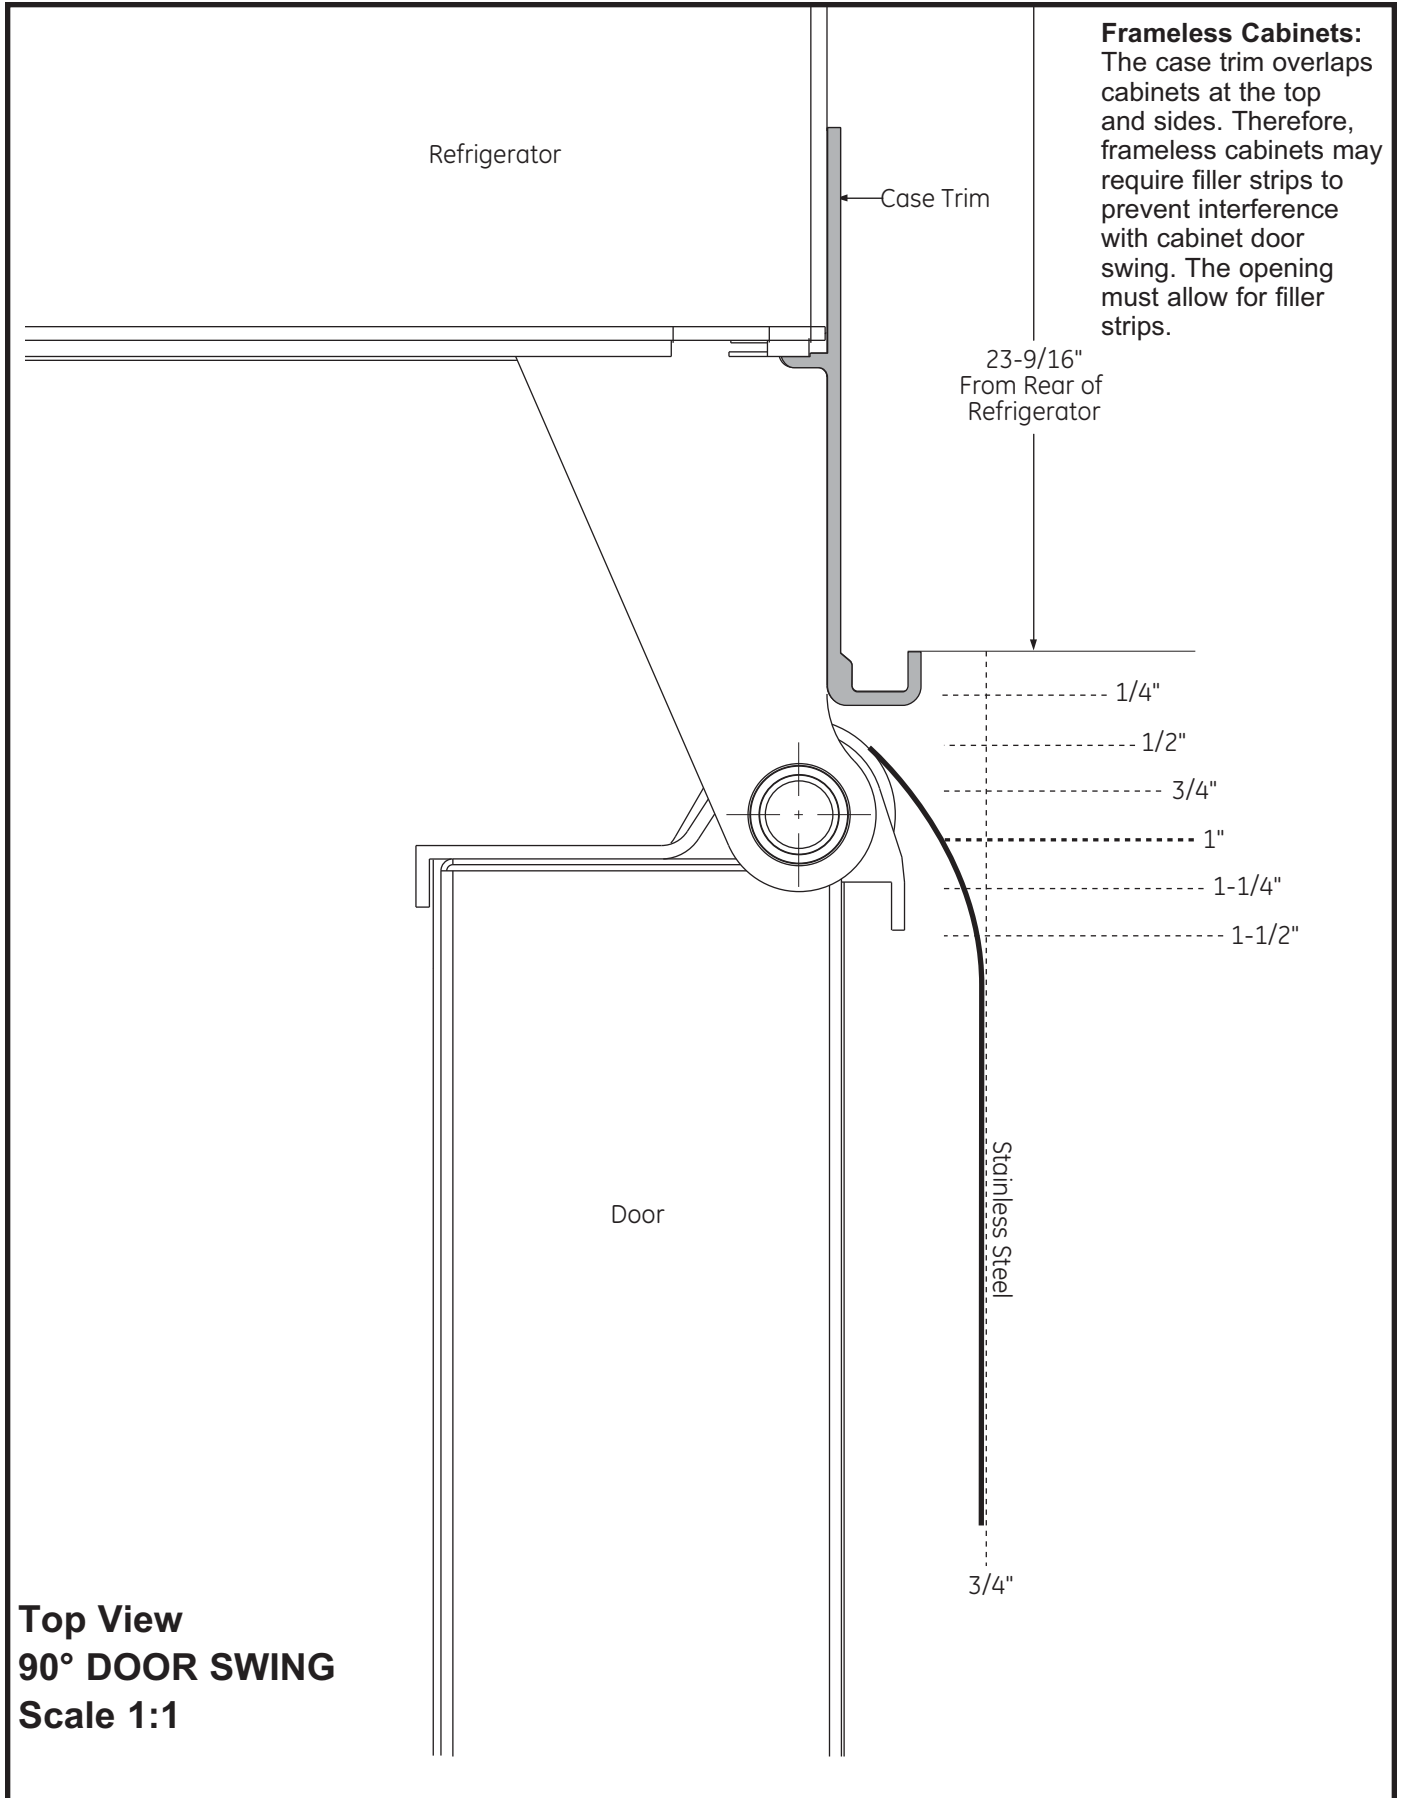 Frameless Cabinets:
The case trim overlaps
cabinets at the top
and sides. Therefore,
frameless cabinets may
require filler strips to
prevent interference
with cabinet door
swing. The opening
must allow for filler
strips.
Refrigerator
Case Trim
23-9/16"
From Rear of
Refrigerator
1/4"
1/2"
3/4"
1"
1-1/4"
1-1/2"
Stainless Steel
Door
3/4"
Top View
90° DOOR SWING
Scale 1:1